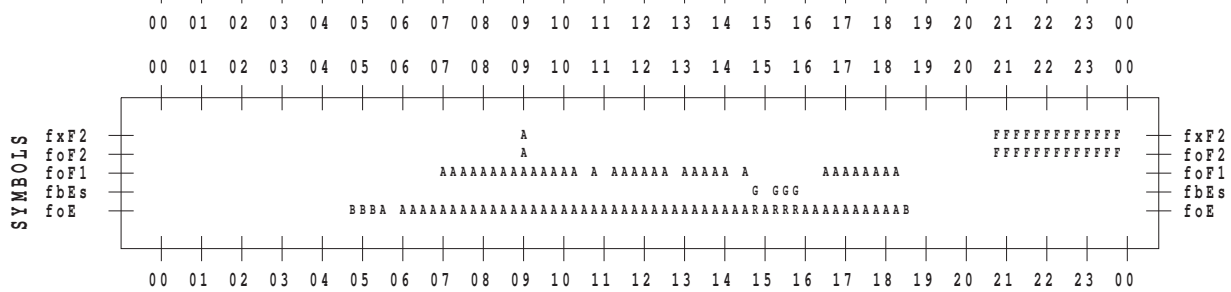 00 01 02 03 04 05 06 07 08 09 10 11 12 13 14 15 16 17 18 19 20 21 22 23 00
00 01 02 03 04 05 06 07 08 09 10 11 12 13 14 15 16 17 18 19 20 21 22 23 00
SYMBOLS
fxF2 A FFFFFFFFFFFFF fxF2
foF2 A FFFFFFFFFFFFF foF2
foF1 AAAAAAAAAAAAAA A AAAAAA AAAAA A AAAAAAAA foF1
fbEs G GGG fbEs
foE BBBA AAAAAAAAAAAAAAAAAAAAAAAAAAAAAAAAAAARARRRAAAAAAAAAAB foE
00 01 02 03 04 05 06 07 08 09 10 11 12 13 14 15 16 17 18 19 20 21 22 23 00